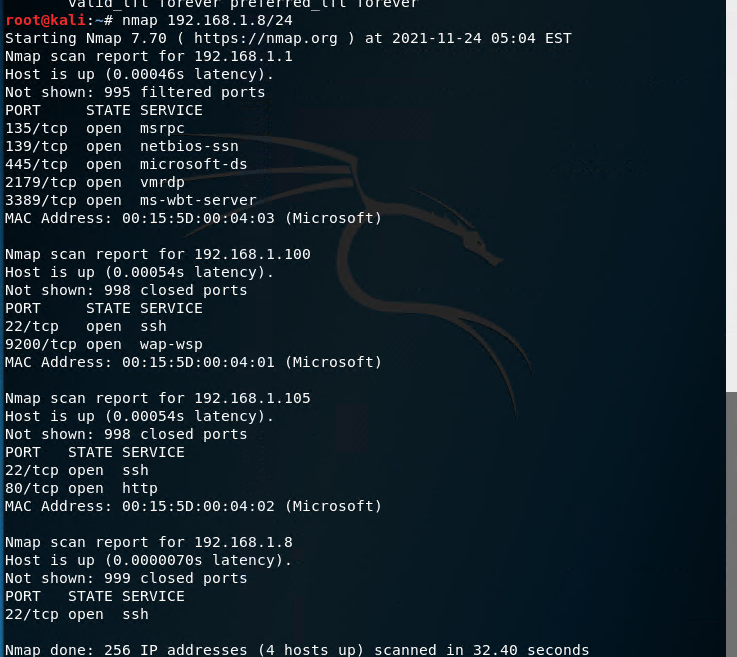 valid_lft forever preferred_lft forever
root@kali:~# nmap 192.168.1.8/24
Starting Nmap 7.70 ( https://nmap.org ) at 2021-11-24 05:04 EST
Nmap scan report for 192.168.1.1
Host is up (0.00046s latency).
Not shown: 995 filtered ports
PORT     STATE SERVICE
135/tcp  open  msrpc
139/tcp  open  netbios-ssn
445/tcp  open  microsoft-ds
2179/tcp open  vmrdp
3389/tcp open  ms-wbt-server
MAC Address: 00:15:5D:00:04:03 (Microsoft)

Nmap scan report for 192.168.1.100
Host is up (0.00054s latency).
Not shown: 998 closed ports
PORT     STATE SERVICE
22/tcp   open  ssh
9200/tcp open  wap-wsp
MAC Address: 00:15:5D:00:04:01 (Microsoft)

Nmap scan report for 192.168.1.105
Host is up (0.00054s latency).
Not shown: 998 closed ports
PORT   STATE SERVICE
22/tcp open  ssh
80/tcp open  http
MAC Address: 00:15:5D:00:04:02 (Microsoft)

Nmap scan report for 192.168.1.8
Host is up (0.0000070s latency).
Not shown: 999 closed ports
PORT   STATE SERVICE
22/tcp open  ssh

Nmap done: 256 IP addresses (4 hosts up) scanned in 32.40 seconds